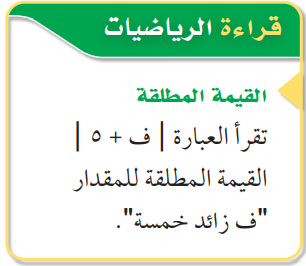 قراءة الرياضيات
القيمة المطلقة
تقرأ العبارة | ف + ٥ |
القيمة المطلقة للمقدار
"ف زائد خمسة".